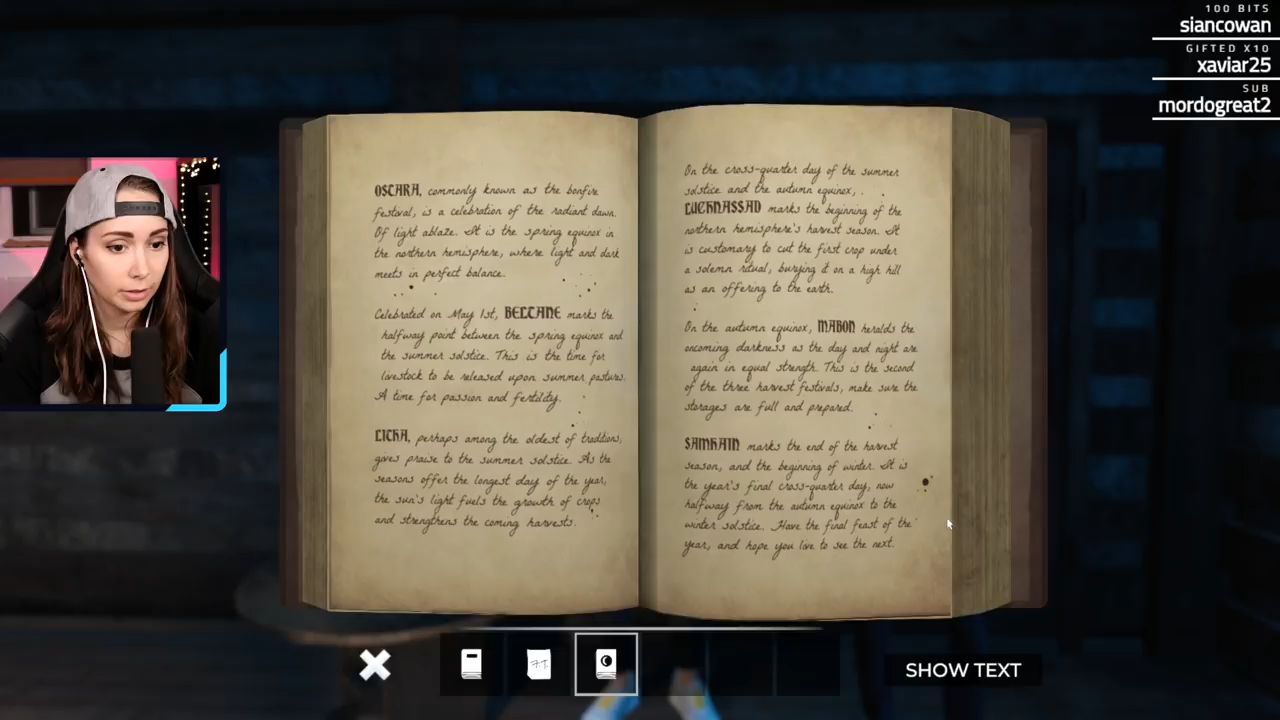 100 BITS
siancowan
GIFTED X10
xaviar25
SUB
mordogreat2
OSCARA, commonly known as the bonfire
festival, is a celebration of the radiant dawn.
Of light ablaze. It is the spring equinox in
the northern hemisphere, where light and dark
meets in perfect balance.
Celebrated on May 1st, BELTANE marks the
halfway point between the spring equinox and
the summer solstice. This is the time for
livestock to be released upon summer pastures.
A time for passion and fertility.
LITHA, perhaps among the oldest of traditions,
gives praise to the summer solstice. As the
seasons offer the longest day of the year,
the sun's light fuels the growth of crops
and strengthens the coming harvests.
On the cross-quarter day of the summer
solstice and the autumn equinox, .
LUGHNASSAD marks the beginning of the
northern hemisphere's harvest season. It
is customary to cut the first crop under
a solemn ritual, burying it on a high hill
as an offering to the earth.
On the autumn equinox, MABON heralds the
oncoming darkness as the day and night are
again in equal strength. This is the second
of the three harvest festivals, make sure the
storages are full and prepared.
SAMHAIN marks the end of the harvest
season, and the beginning of winter. It is
the year's final cross-quarter day, now
halfway from the autumn equinox to the
winter solstice. Have the final feast of the
year, and hope you live to see the next.
SHOW TEXT